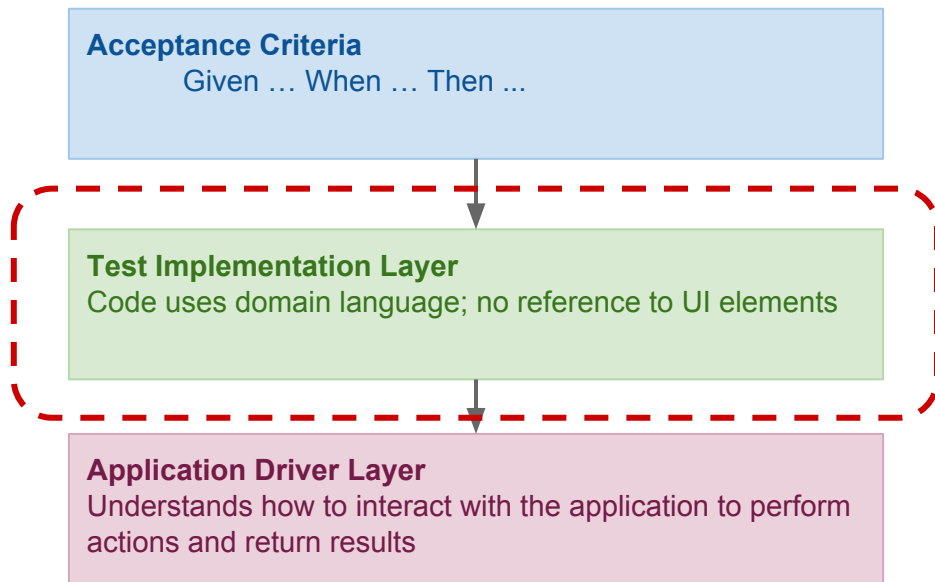 Acceptance Criteria
Given … When … Then ...
Test Implementation Layer
Code uses domain language; no reference to UI elements
Application Driver Layer
Understands how to interact with the application to perform
actions and return results